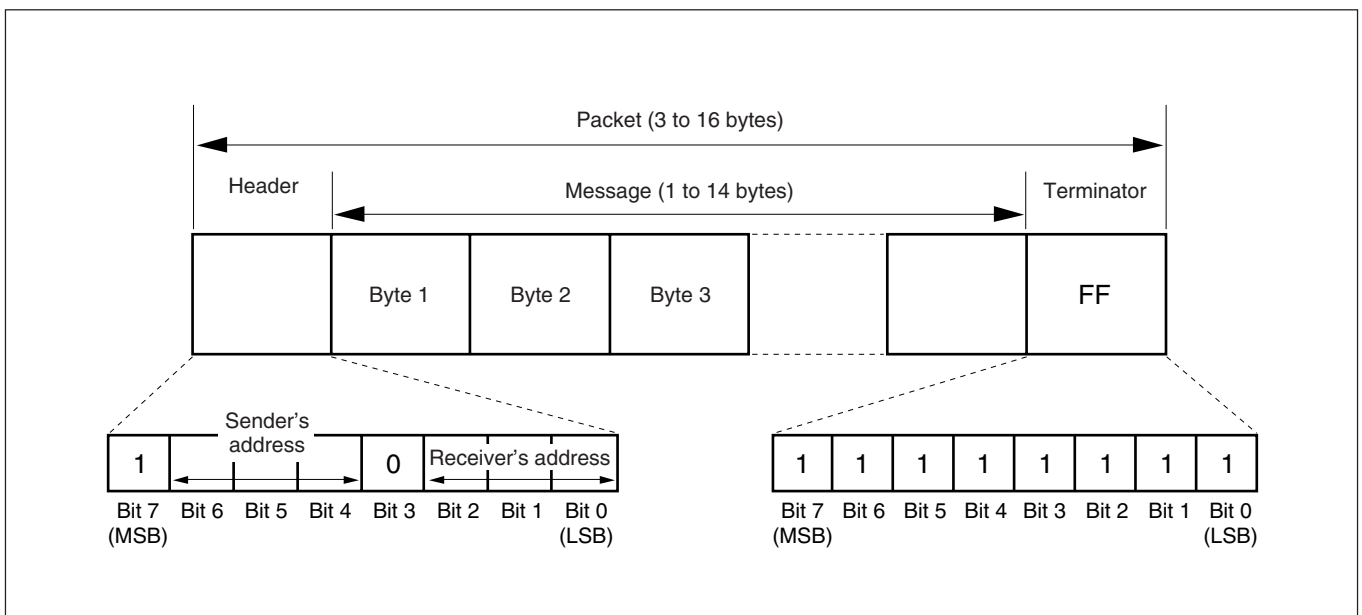 Packet (3 to 16 bytes)
Header
Message (1 to 14 bytes)
Terminator
Byte 1
Byte 2
Byte 3
FF
Sender’s
address
1
0
Receiver’s address
Bit 7
(MSB)
Bit 6
Bit 5
Bit 4
Bit 3
Bit 2
Bit 1
Bit 0
(LSB)
1 1 1 1 1 1 1 1
Bit 7
(MSB)
Bit 6
Bit 5
Bit 4
Bit 3
Bit 2
Bit 1
Bit 0
(LSB)